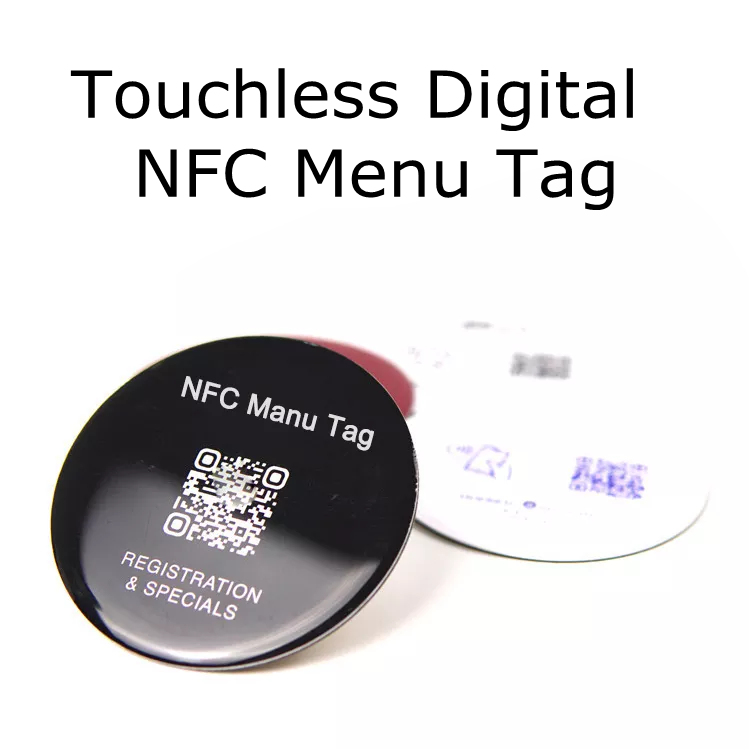 Touchless Digital
NFC Menu Tag
NFC Manu Tag
REGISTRATION
& SPECIALS